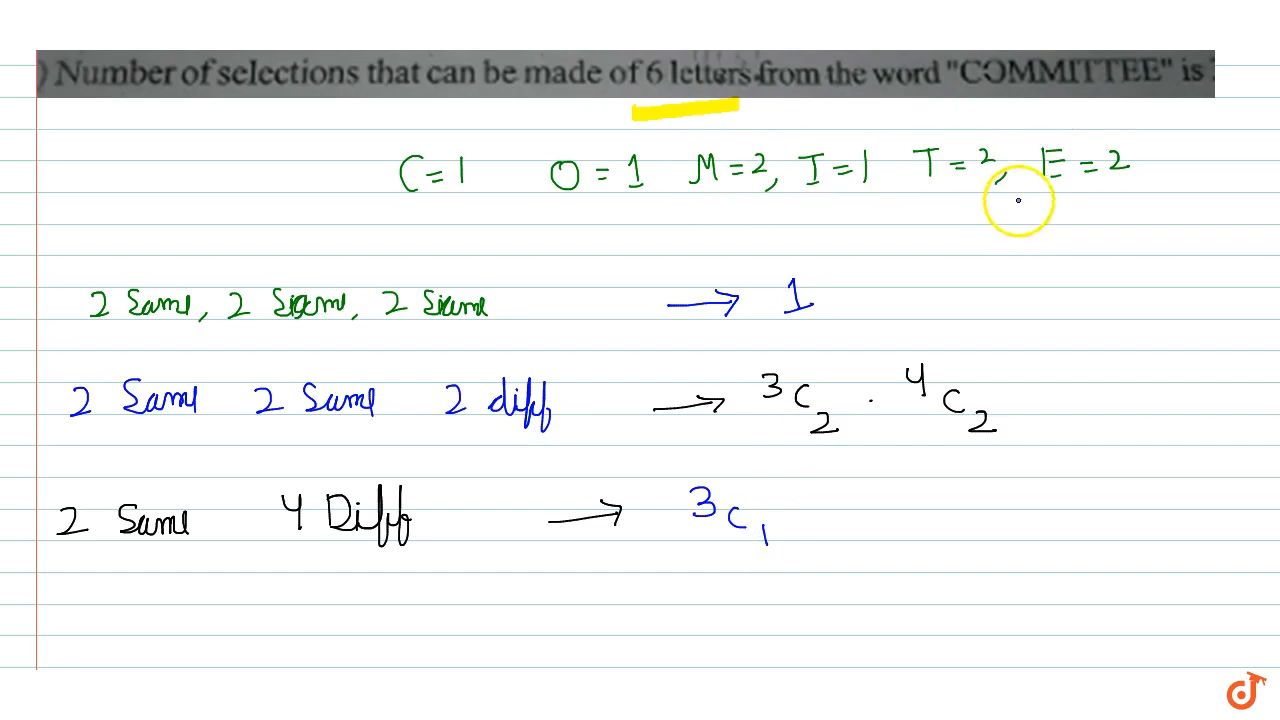 ) Number of selections that can be made of 6 letters from the word "COMMITTEE" is
C = 1 O = 1 M = 2, I = 1 T = 2, E = 2
2 Same, 2 Same, 2 Same → 1
2 Same 2 Same 2 diff → ³C₂ . ⁴C₂
2 Same 4 Diff → ³C₁